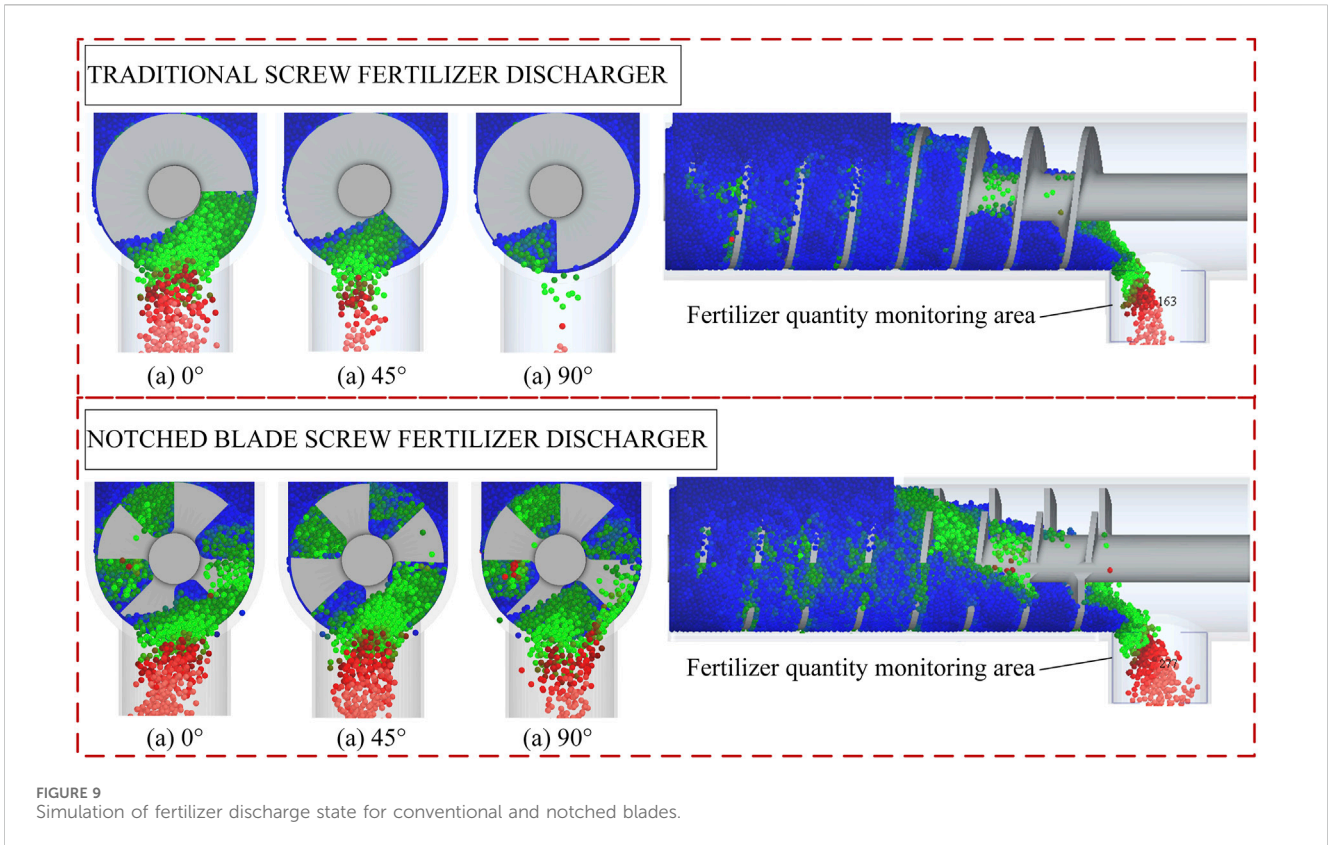 TRADITIONAL SCREW FERTILIZER DISCHARGER
Fertilizer quantity monitoring area
163
(a) 0°
(a) 45°
(a) 90°
NOTCHED BLADE SCREW FERTILIZER DISCHARGER
Fertilizer quantity monitoring area
277
(a) 0°
(a) 45°
(a) 90°
FIGURE 9
Simulation of fertilizer discharge state for conventional and notched blades.